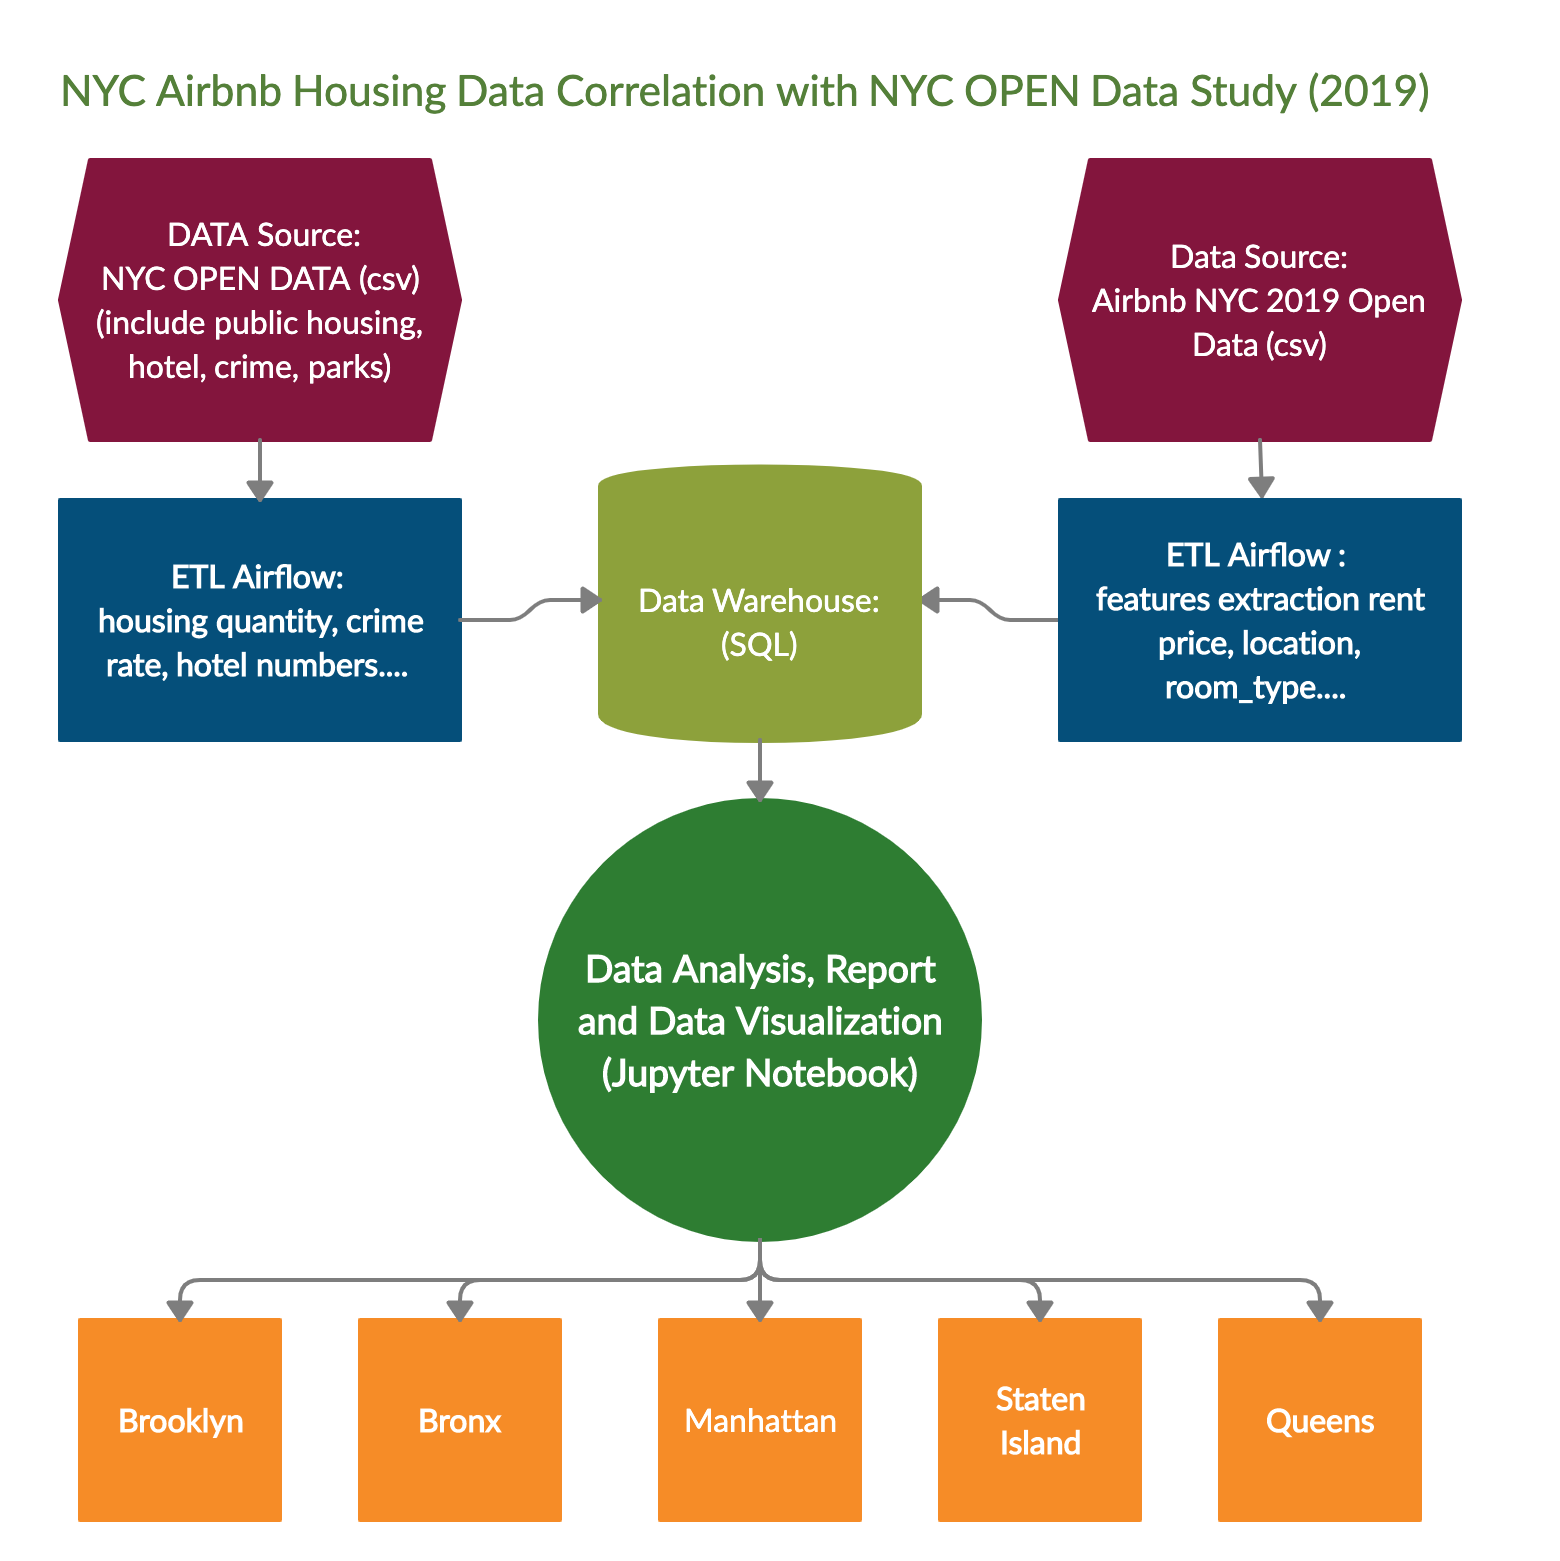 NYC Airbnb Housing Data Correlation with NYC OPEN Data Study (2019)
DATA Source:
NYC OPEN DATA (csv)
(include public housing,
hotel, crime, parks)
Data Source:
Airbnb NYC 2019 Open
Data (csv)
ETL Airflow:
housing quantity, crime
rate, hotel numbers....
Data Warehouse:
(SQL)
ETL Airflow :
features extraction rent
price, location,
room_type....
Data Analysis, Report
and Data Visualization
(Jupyter Notebook)
Brooklyn
Bronx
Manhattan
Staten
Island
Queens